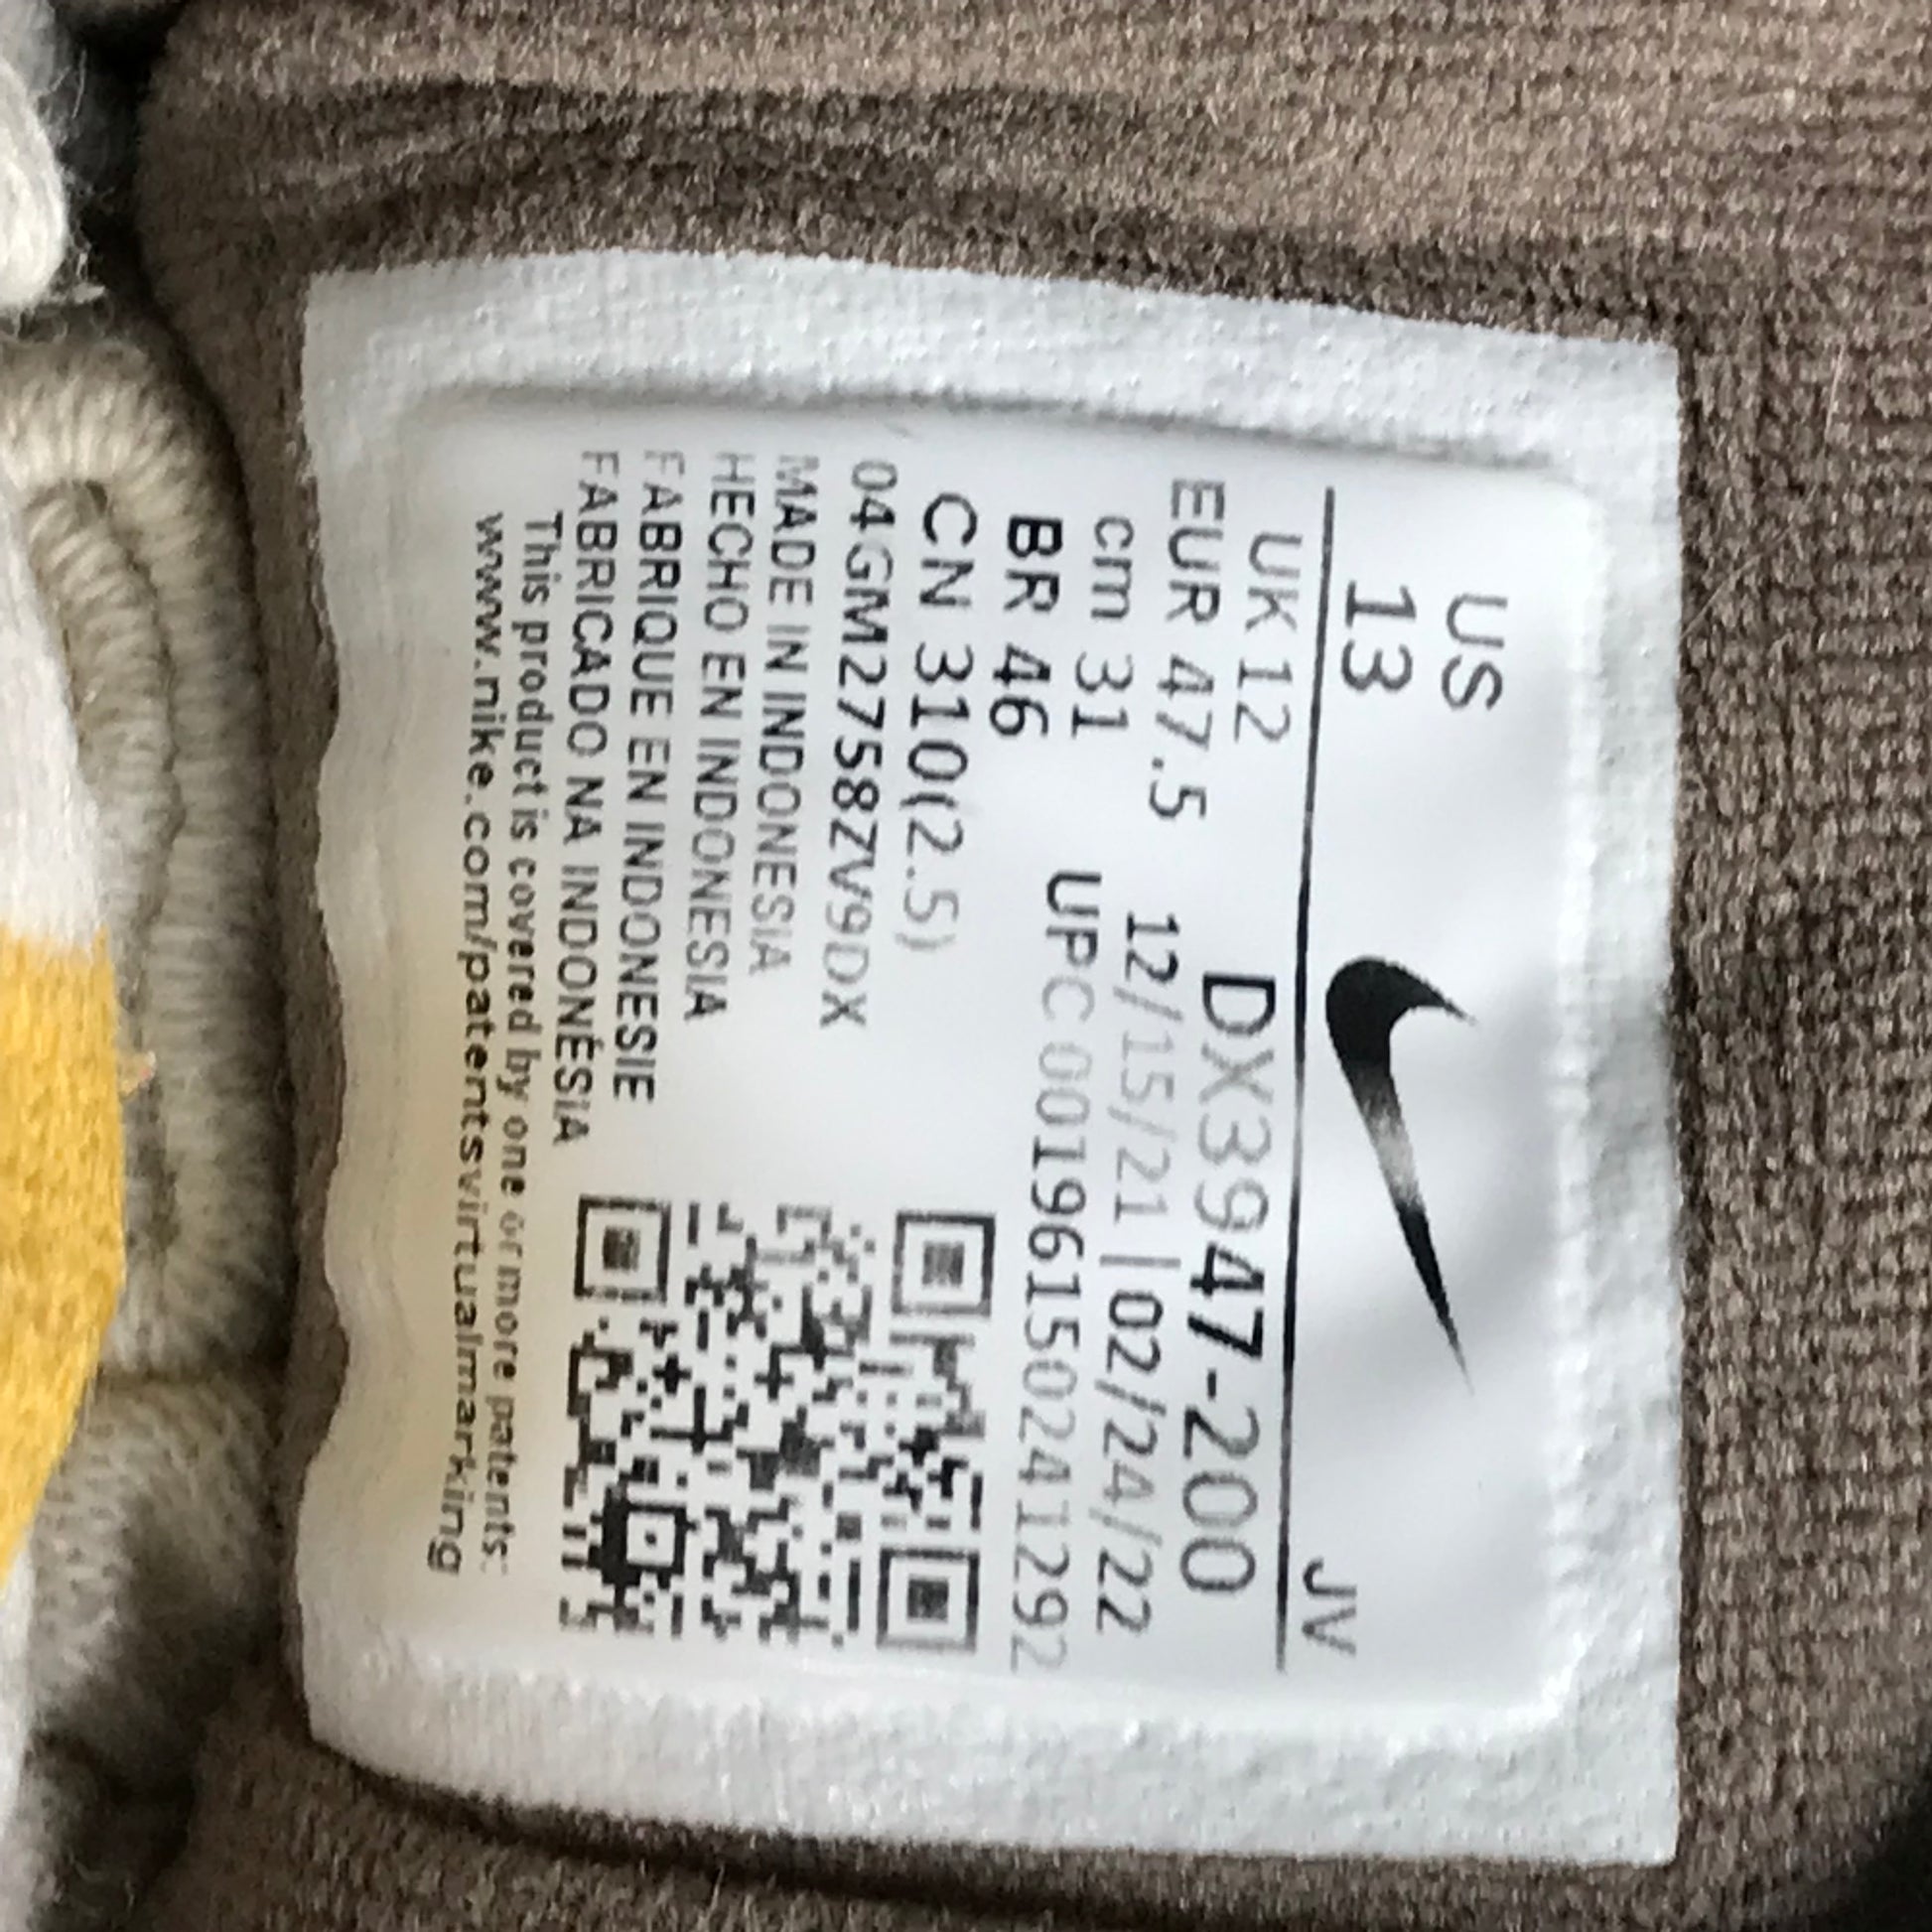 US
13
JV
UK 12
EUR 47.5
cm 31
BR 46
CN 310(2.5)
DX3947-200
12/15/21|02/24/22
UPC 00196150241292
04GM2758ZV9DX
MADE IN INDONESIA
HECHO EN INDONESIA
FABRIQUE EN INDONESIE
FABRICADO NA INDONÉSIA
This product is covered by one or more patents:
www.nike.com/patentsvirtualmarking